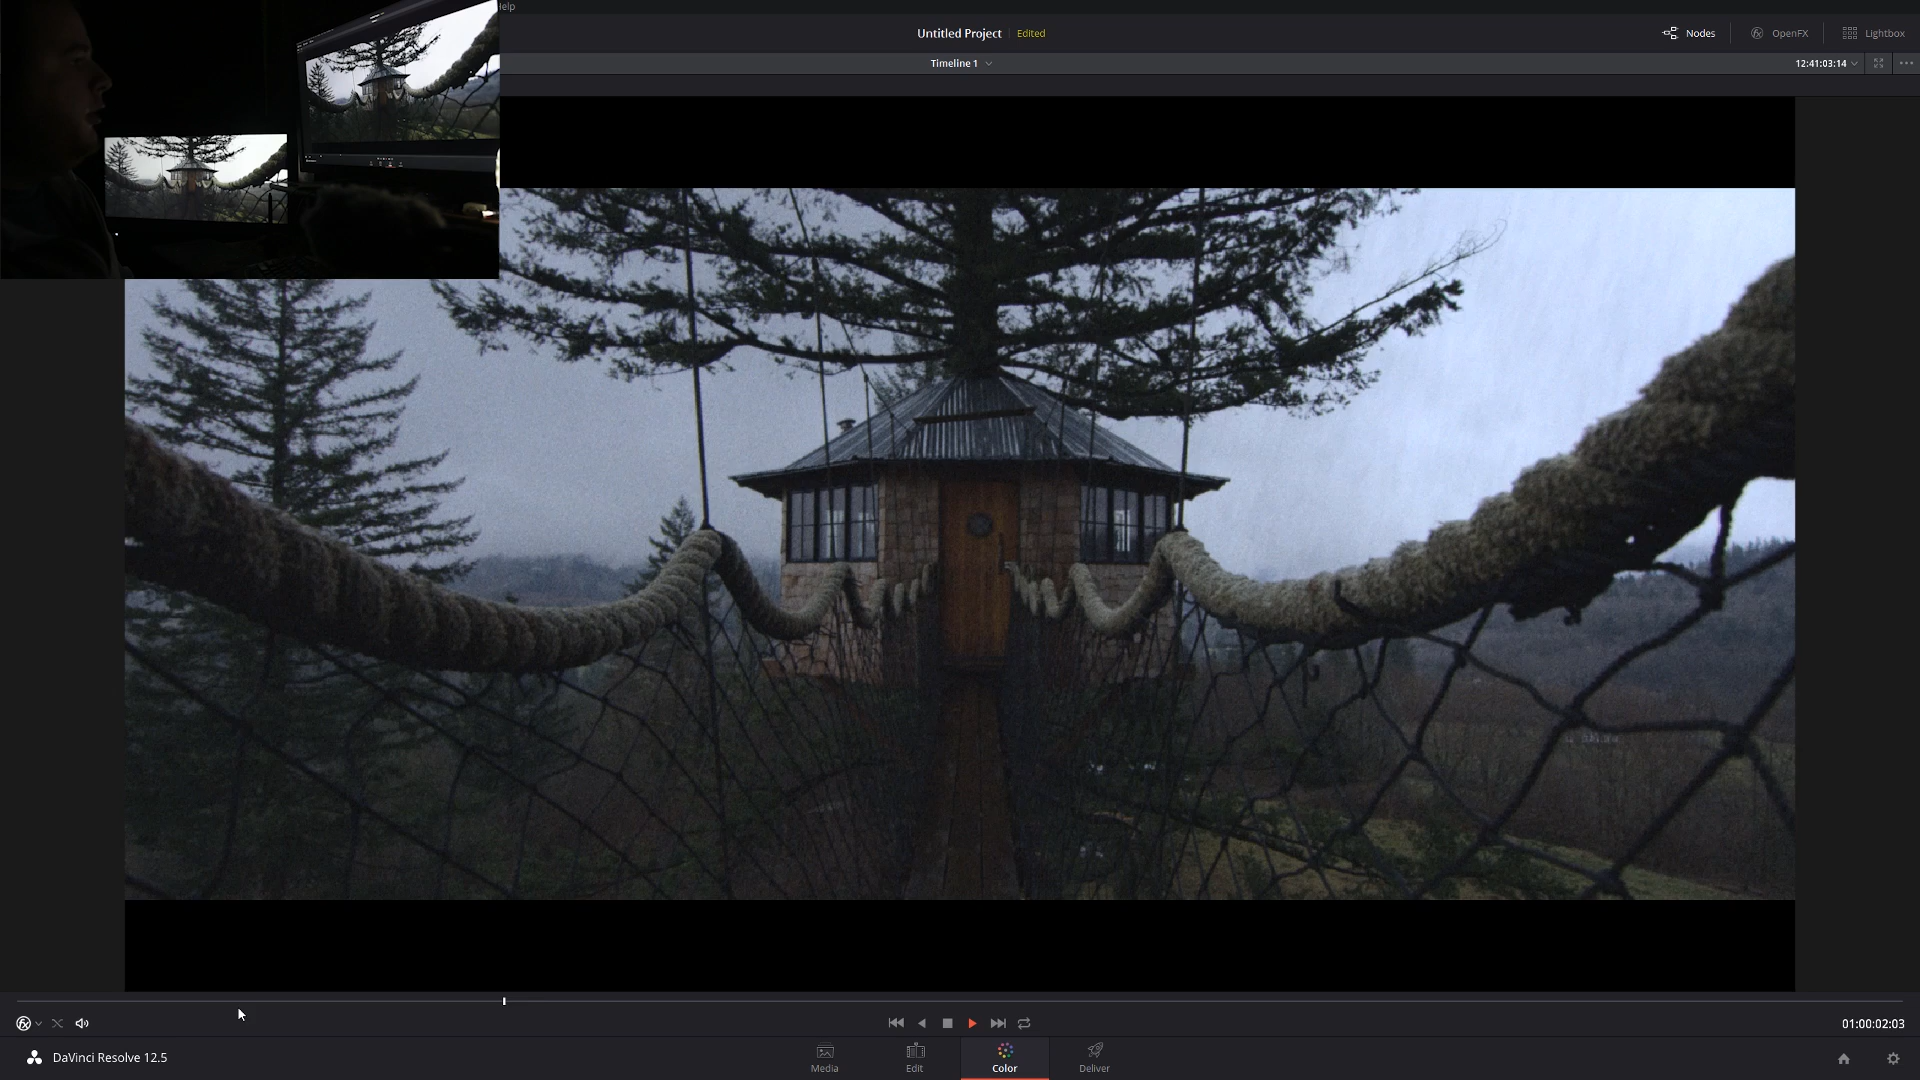 elp
Untitled Project Edited
Nodes
OpenFX
Lightbox
Timeline 1
12:41:03:14
01:00:02:03
DaVinci Resolve 12.5
Media
Edit
Color
Deliver